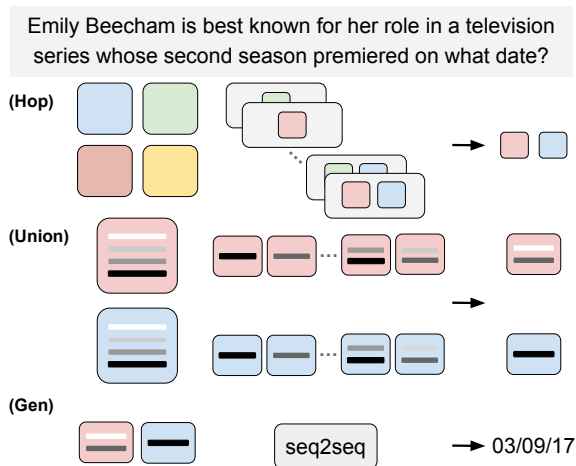 Emily Beecham is best known for her role in a television
series whose second season premiered on what date?
(Hop)
(Union)
(Gen)
seq2seq
03/09/17